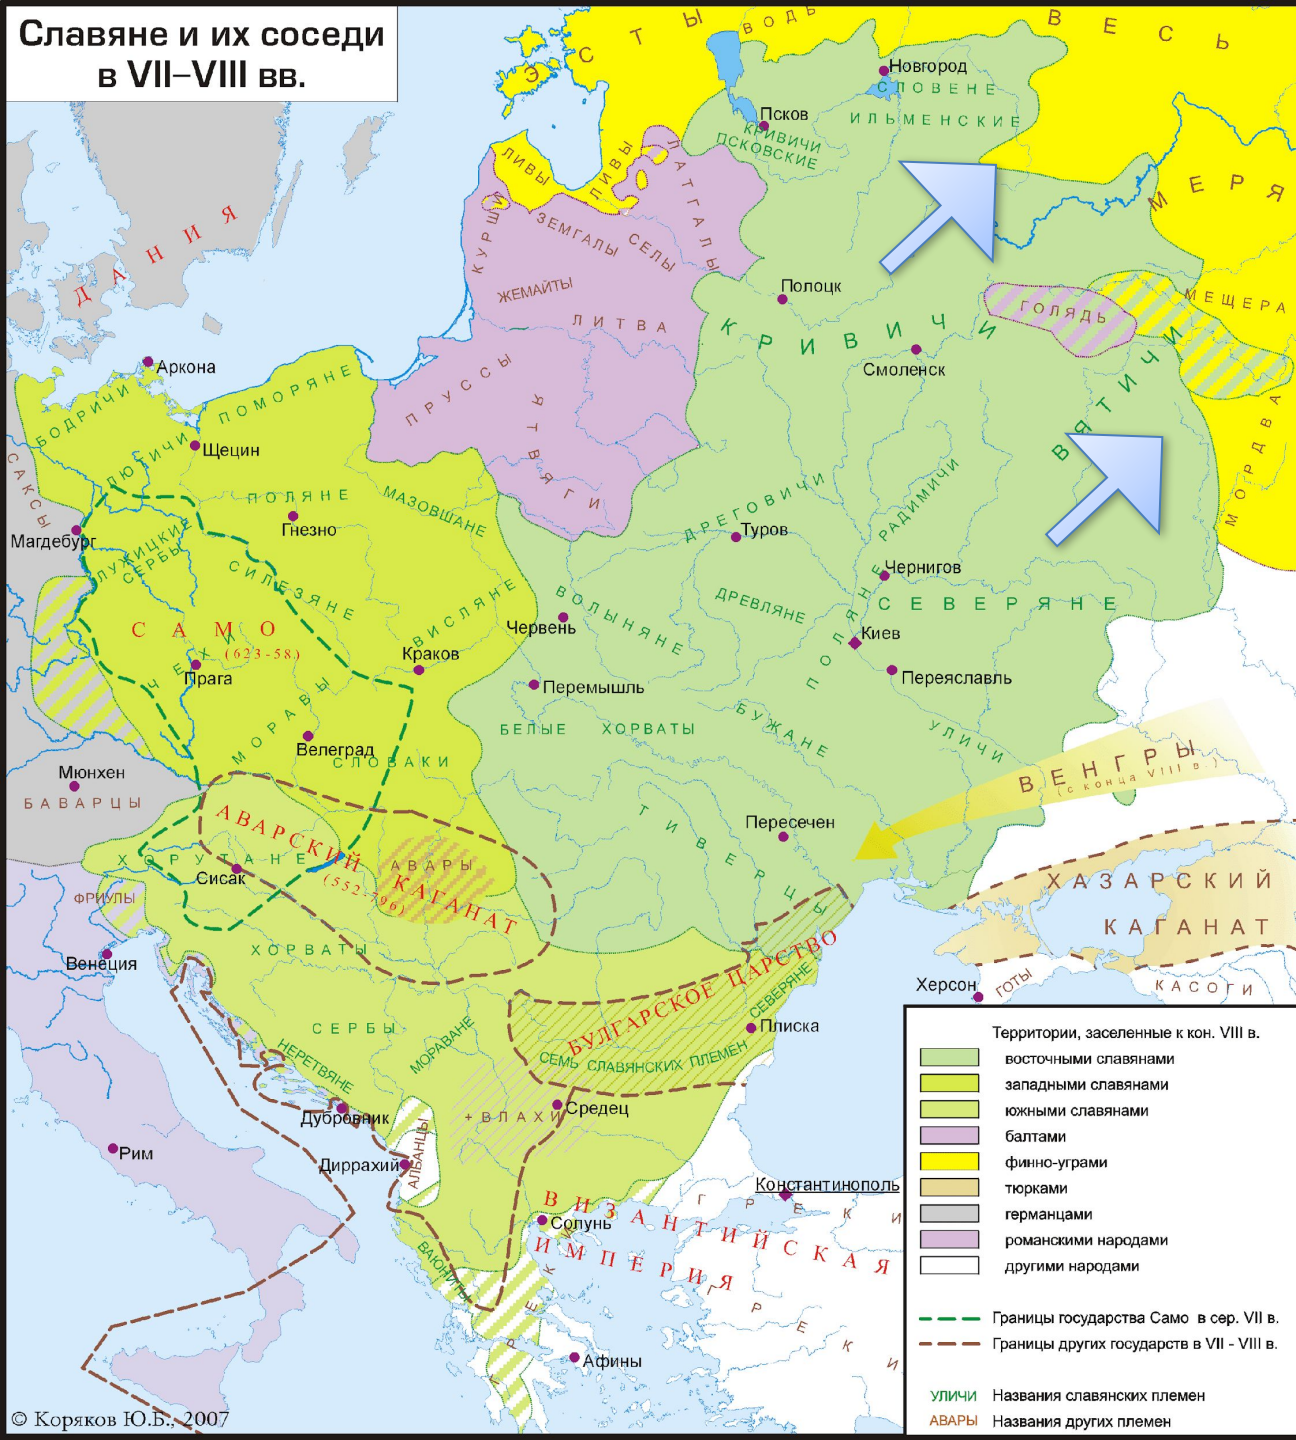 Славяне и их соседи
в VII–VIII вв.
ЭСТЫ
ВОДЬ
ВЕСЬ
Новгород
СЛОВЕНЕ
ИЛЬМЕНСКИЕ
Псков
КРИВИЧИ
ПСКОВСКИЕ
ЛИВЫ
ЛИВЫ
ЛАТГАЛЫ
МЕРЯ
КУРШИ
ЗЕМГАЛЫ
СЕЛЫ
ДАНИЯ
ЖЕМАЙТЫ
ЛИТВА
Полоцк
КРИВИЧИ
ГОЛЯДЬ
МЕЩЕРА
Смоленск
ВЯТИЧИ
МОРДВА
Аркона
ПРУССЫ
ЯТВЯГИ
БОДРИЧИ
ПОМОРЯНЕ
Щецин
ЛЮТИЧИ
САКСЫ
ПОЛЯНЕ
МАЗОВШАНЕ
Гнезно
Магдебург
ДРЕГОВИЧИ
РАДИМИЧИ
Туров
ЛУЖИЦКИЕ
СЕРБЫ
СИЛЕЗЯНЕ
Чернигов
ВИСЛЯНЕ
ВОЛЫНЯНЕ
ДРЕВЛЯНЕ
СЕВЕРЯНЕ
ПОЛЯНЕ
САМО
(623-58.)
Червень
Киев
ЧЕХИ
Прага
Краков
Перемышль
Переяславль
МОРАВЫ
БЕЛЫЕ ХОРВАТЫ
БУЖАНЕ
УЛИЧИ
Велеград
СЛОВАКИ
ВЕНГРЫ
(с конца VIII в.)
Мюнхен
БАВАРЦЫ
АВАРСКИЙ
КАГАНАТ
(552-796)
АВАРЫ
ТИВЕРЦЫ
Пересечен
ХОРУТАНЕ
Сисак
ФРИУЛЫ
ХАЗАРСКИЙ
КАГАНАТ
ХОРВАТЫ
Венеция
БУЛГАРСКОЕ ЦАРСТВО
СЕВЕРЯНЕ
Херсон
ГОТЫ
КАСОГИ
СЕРБЫ
МОРАВАНЕ
Плиска
НЕРЕТВЯНЕ
СЕМЬ СЛАВЯНСКИХ ПЛЕМЕН
Дубровник
+ ВЛАХИ
Средец
АЛБАНЦЫ
Рим
Диррахий
Константинополь
ГРЕКИ
ВИЗАНТИЙСКАЯ
ИМПЕРИЯ
Солунь
ВАЮНИТЫ
ГРЕКИ
ГРЕКИ
Афины
Территории, заселенные к кон. VIII в.
восточными славянами
западными славянами
южными славянами
балтами
финно-уграми
тюрками
германцами
романскими народами
другими народами
Границы государства Само в сер. VII в.
Границы других государств в VII - VIII в.
УЛИЧИ Названия славянских племен
АВАРЫ Названия других племен
© Коряков Ю.Б., 2007